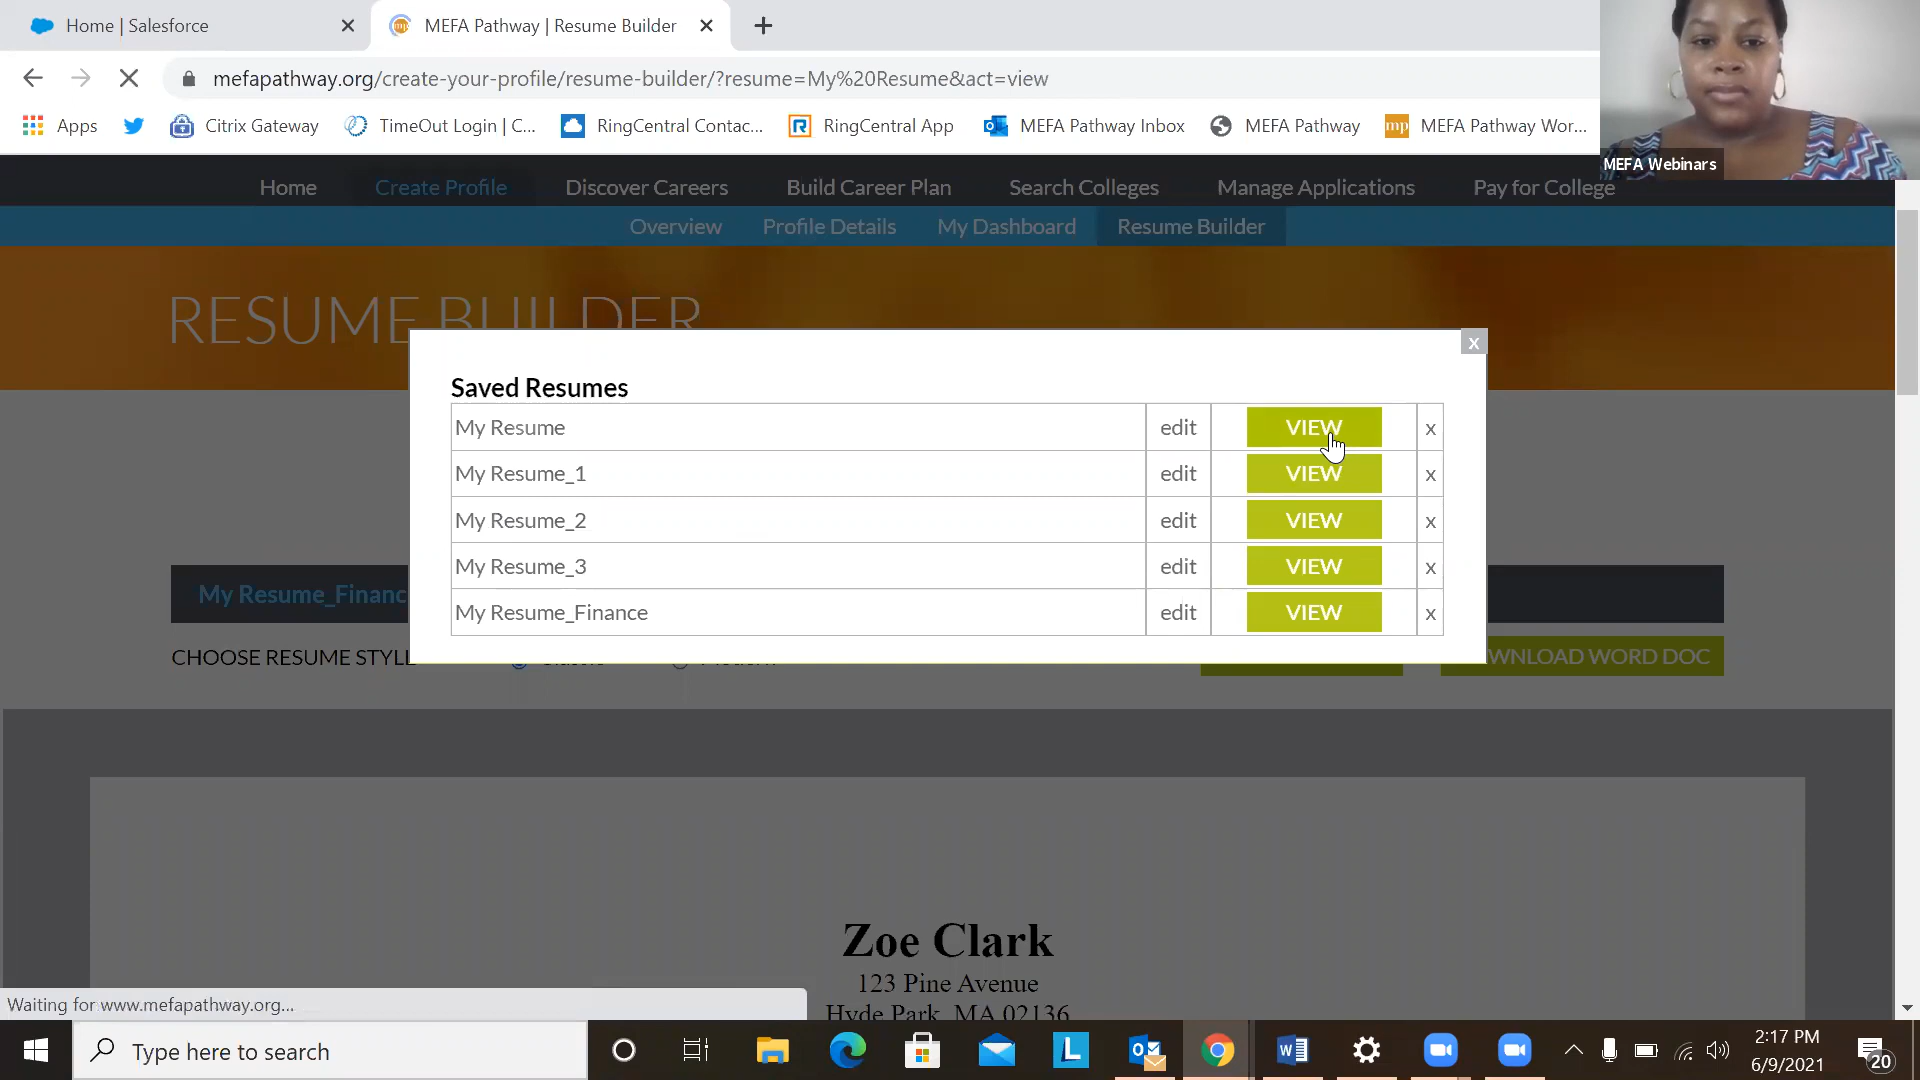 Home | Salesforce
MEFA Pathway | Resume Builder
mefapathway.org/create-your-profile/resume-builder/?resume=My%20Resume&act=view
Apps Citrix Gateway TimeOut Login | C... RingCentral Contac... RingCentral App MEFA Pathway Inbox MEFA Pathway mp MEFA Pathway Wor...
MEFA Webinars
Home Create Profile Discover Careers Build Career Plan Search Colleges Manage Applications Pay for College
Overview Profile Details My Dashboard Resume Builder
RESUME BUILDER
x
Saved Resumes
My Resume edit VIEW x
My Resume_1 edit VIEW x
My Resume_2 edit VIEW x
My Resume_3 edit VIEW x
My Resume_Finance edit VIEW x
My Resume_Financ
CHOOSE RESUME STYLE
WNLOAD WORD DOC
Zoe Clark
123 Pine Avenue
Hyde Park, MA 02136
Waiting for www.mefapathway.org...
Type here to search
2:17 PM
6/9/2021
20